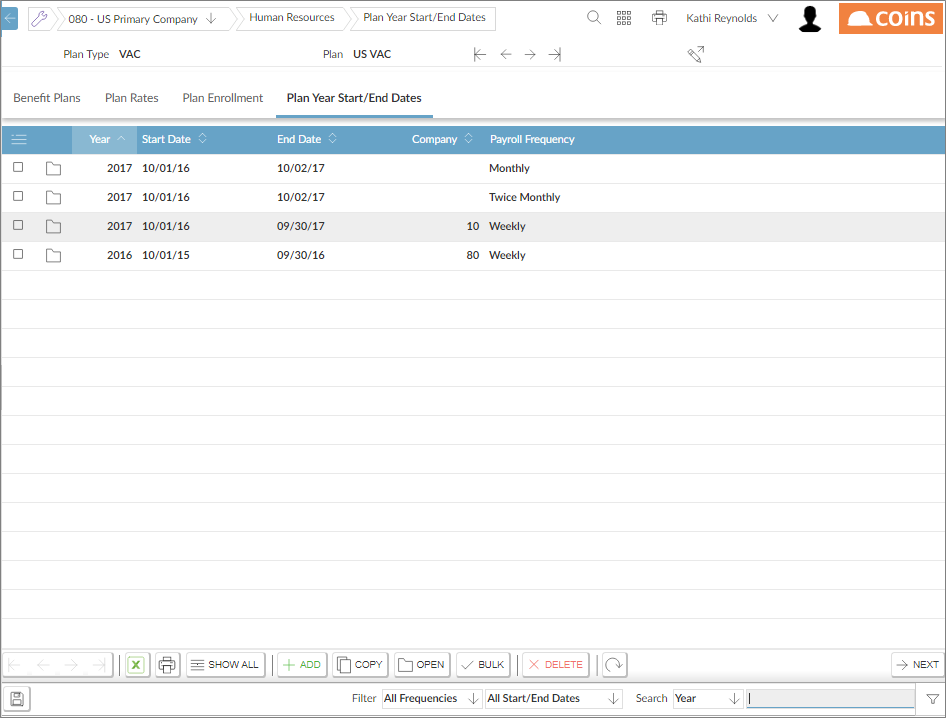 080 - US Primary Company Human Resources Plan Year Start/End Dates Kathi Reynolds coins
Plan Type VAC Plan US VAC
Benefit Plans Plan Rates Plan Enrollment Plan Year Start/End Dates
Year Start Date End Date Company Payroll Frequency
2017 10/01/16 10/02/17 Monthly
2017 10/01/16 10/02/17 Twice Monthly
2017 10/01/16 09/30/17 10 Weekly
2016 10/01/15 09/30/16 80 Weekly
SHOW ALL ADD COPY OPEN BULK DELETE NEXT
Filter All Frequencies All Start/End Dates Search Year